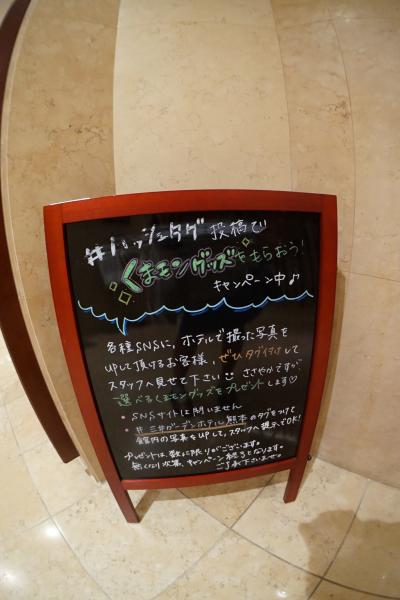 #ハッシュタグ投稿で
くまモングッズをもらおう!
キャンペーン中♪
各種SNSに、ホテルで撮った写真を
UPして頂けるお客様、ぜひタグ付けして
スタッフへ見せて下さい ささやかですが
選べるくまモングッズをプレゼントします♡
• SNSサイトは問いません
• #三井ガーデンホテル熊本のタグをつけて
館内の写真をUPして、スタッフへ提示でOK!
プレゼントは、数に限りがございます。
無くなり次第、キャンペーン終了となります。
ご了承下さいませ。